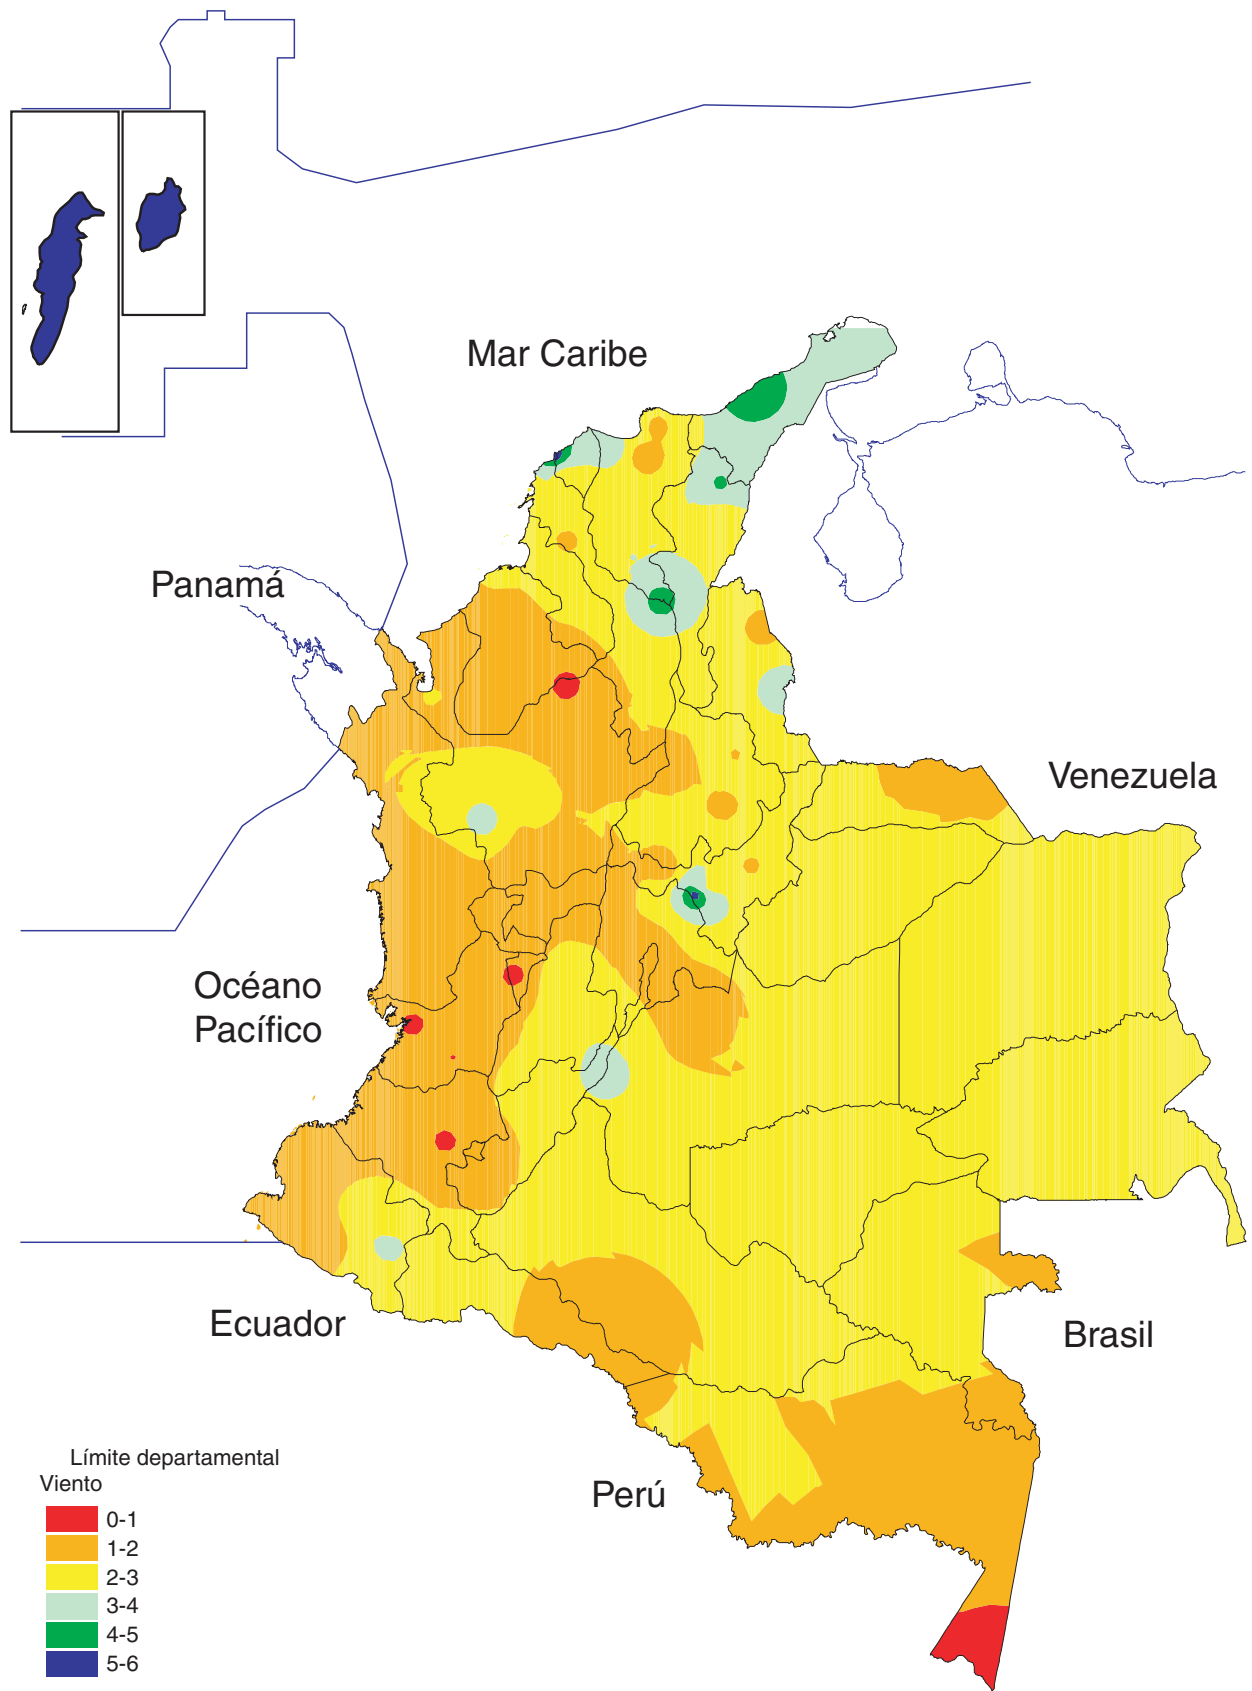 Mar Caribe
Panamá
Venezuela
Océano
Pacífico
Ecuador
Brasil
Perú
Límite departamental
Viento
0-1
1-2
2-3
3-4
4-5
5-6